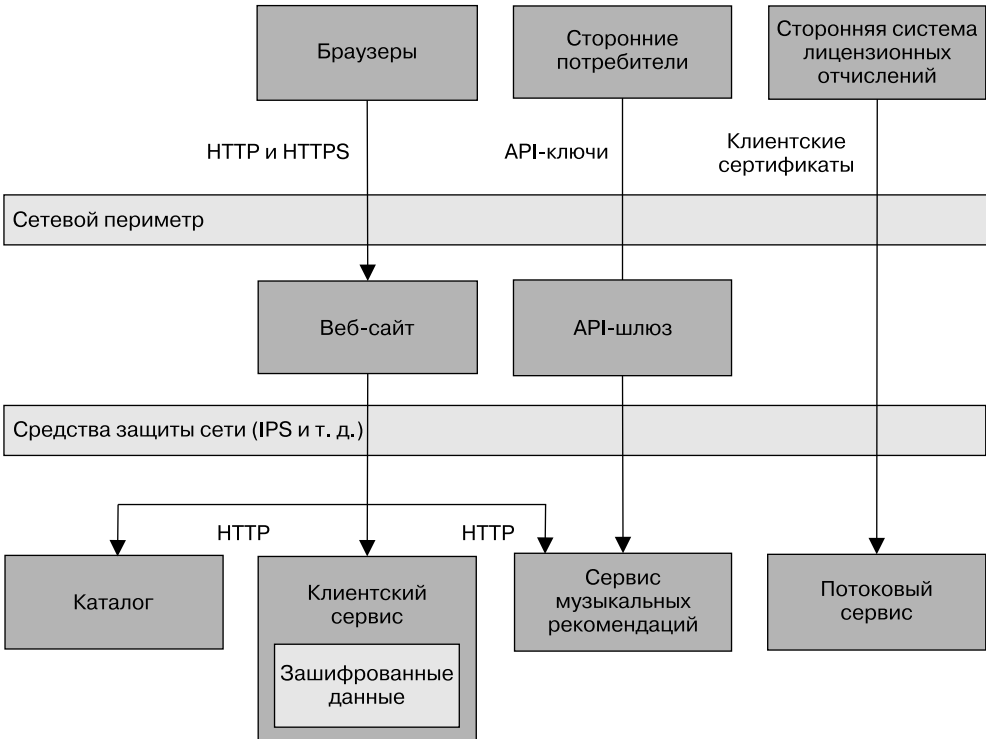 Браузеры
Сторонние
потребители
Сторонняя система
лицензионных
отчислений
HTTP и HTTPS
API-ключи
Клиентские
сертификаты
Сетевой периметр
Веб-сайт
API-шлюз
Средства защиты сети (IPS и т. д.)
HTTP
HTTP
Каталог
Клиентский
сервис
Зашифрованные
данные
Сервис
музыкальных
рекомендаций
Потоковый
сервис